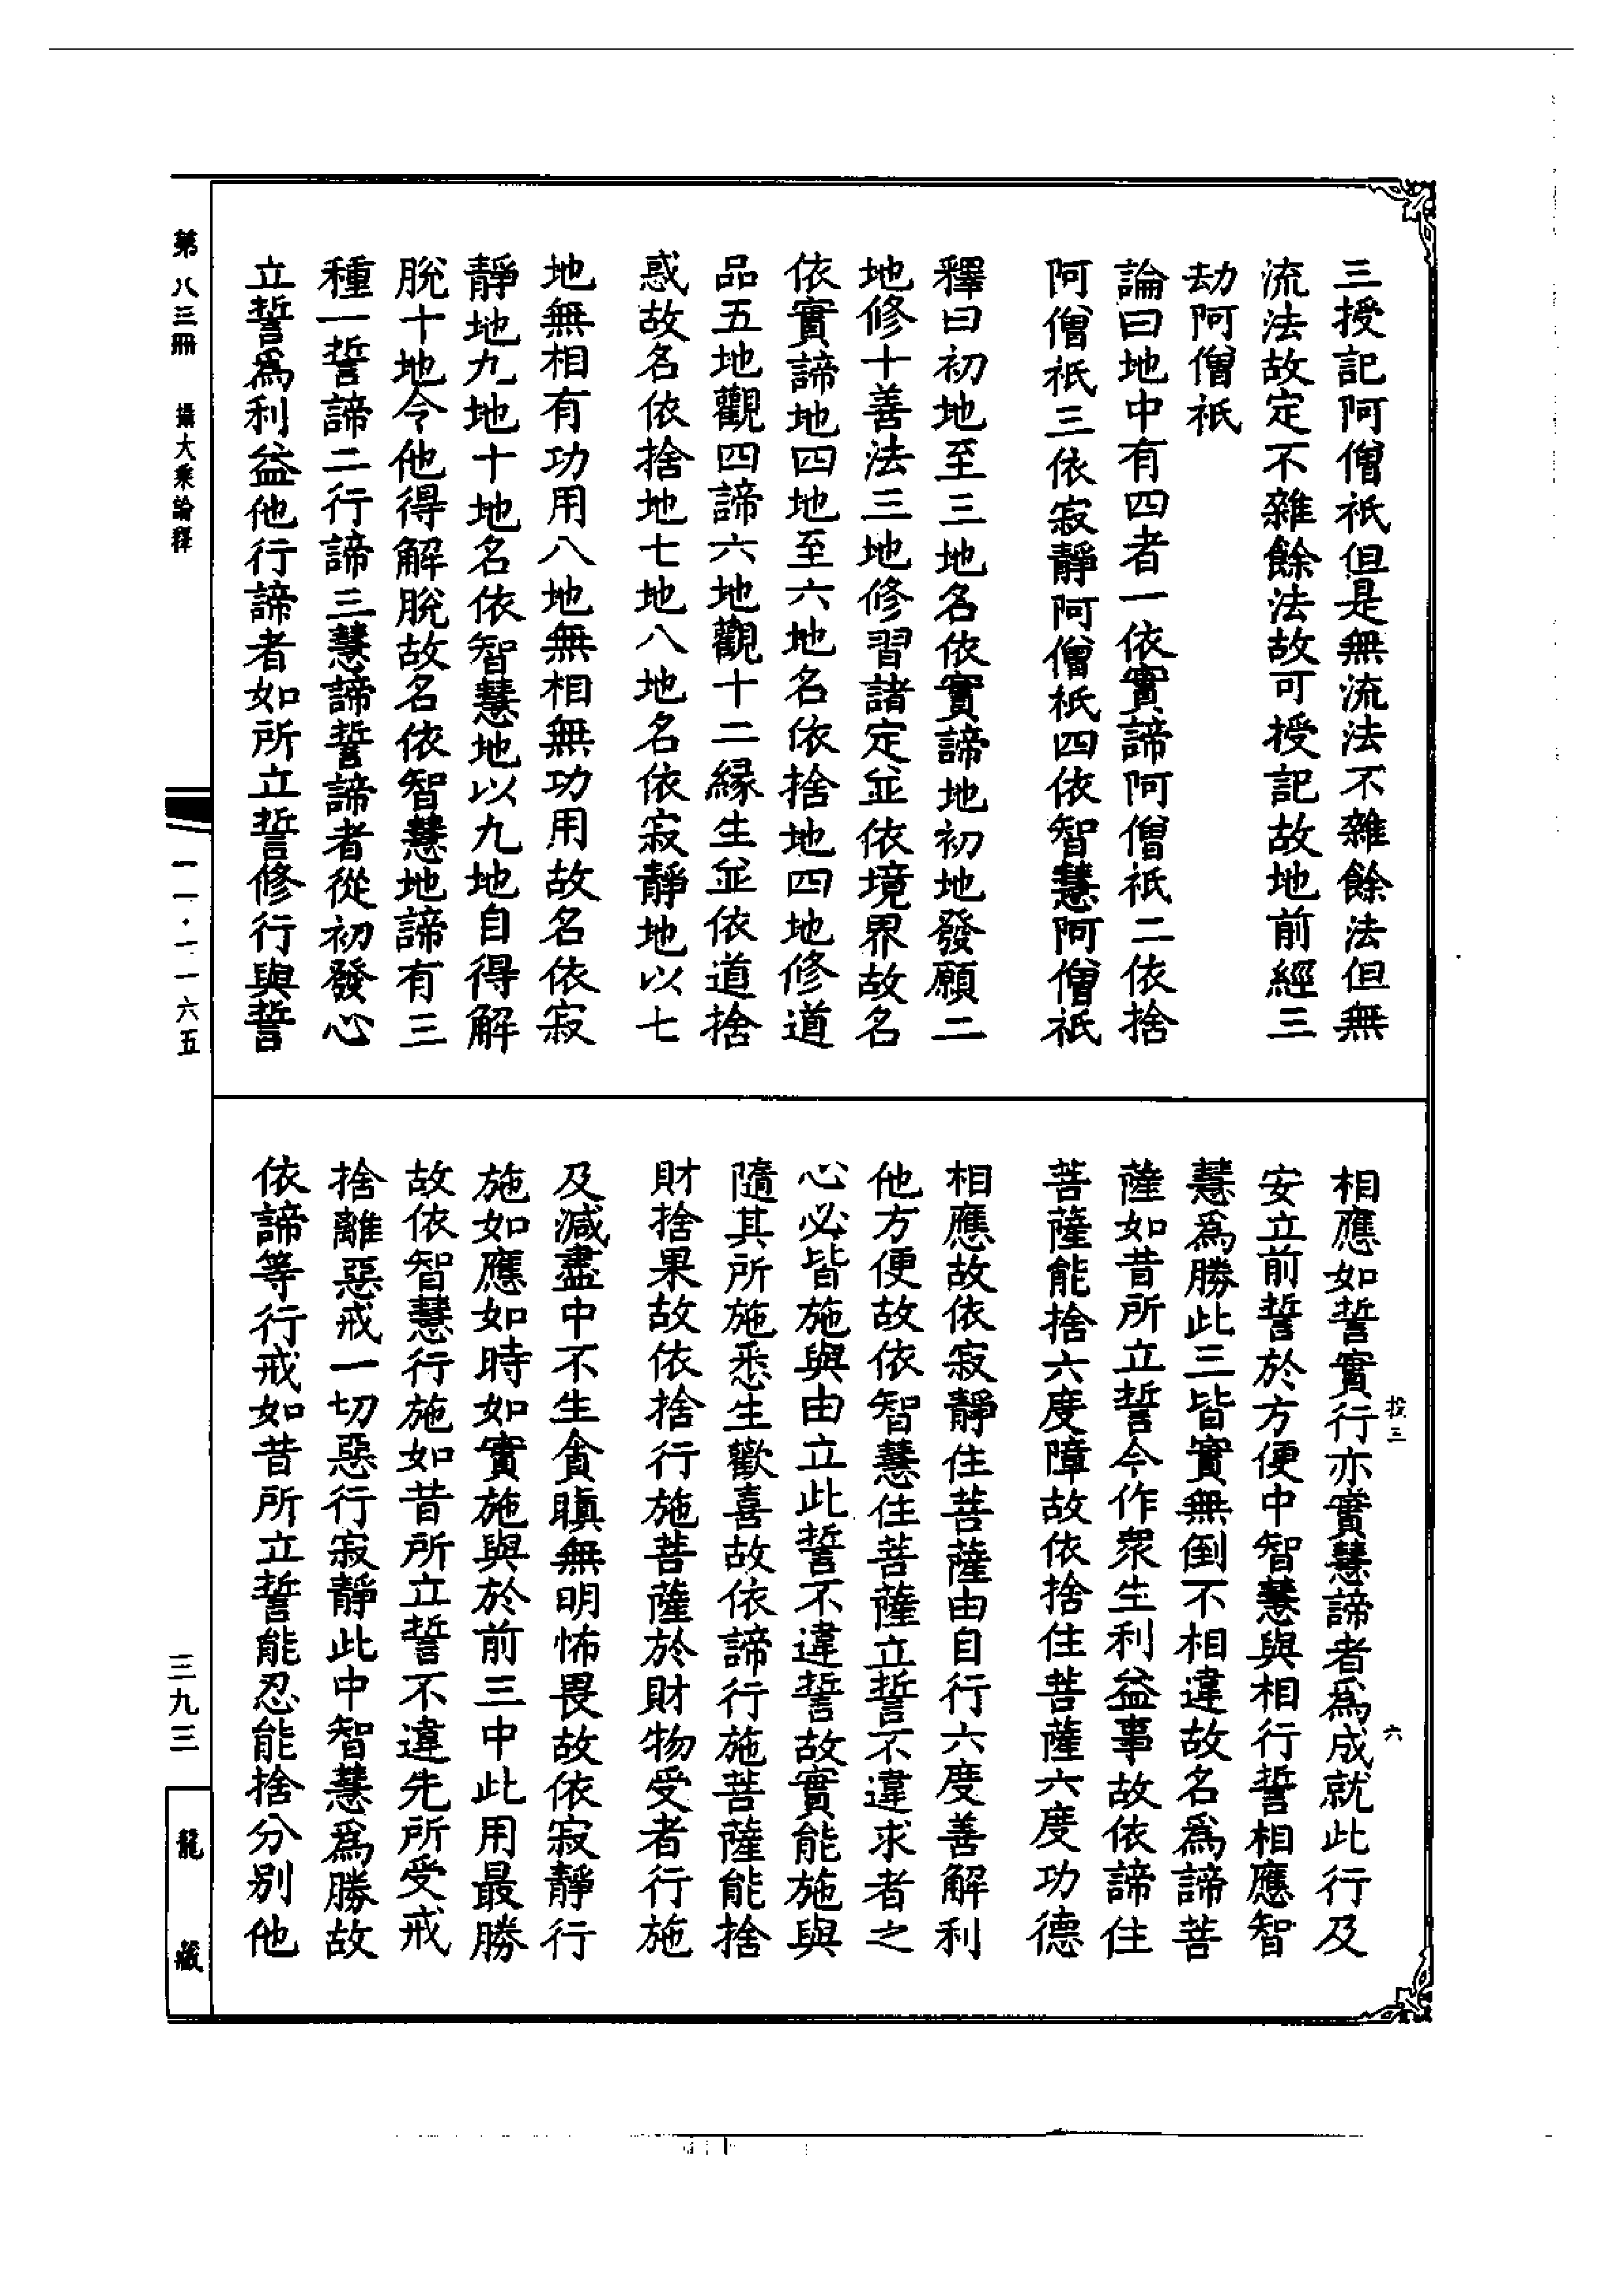 三授記阿僧祇但是無流法不雜餘法但無
流法故定不雜餘法故可授記故地前經三
劫阿僧祇
論曰地中有四者一依實諦阿僧祇二依捨
阿僧祇三依寂靜阿僧祇四依智慧阿僧祇
釋曰初地至三地名依實諦地初地發願二
地修十善法三地修習諸定並依境界故名
依實諦地四地至六地名依捨地四地修道
品五地觀四諦六地觀十二緣生並依道捨
惑故名依捨地七地八地名依寂靜地以七
地無相有功用八地無相無功用故名依寂
靜地九地十地名依智慧地以九地自得解
脫十地令他得解脫故名依智慧地諦有三
種一誓諦二行諦三慧諦誓諦者從初發心
立誓為利益他行諦者如所立誓修行與誓
相應如誓實行亦實慧諦者為成就此行及
安立前誓於方便中智慧與相行誓相應智
慧為勝此三皆實無倒不相違故名為諦菩
薩如昔所立誓今作衆生利益事故依諦住
菩薩能捨六度障故依捨住菩薩六度功德
相應故依寂靜住菩薩由自行六度善解利
他方便故依智慧住菩薩立誓不違求者之
心必皆施與由立此誓不違誓故實能施與
隨其所施悉生歡喜故依諦行施菩薩能捨
財捨果故依捨行施菩薩於財物受者行施
及減盡中不生貪瞋無明怖畏故依寂靜行
施如應如時如實施與於前三中此用最勝
故依智慧行施如昔所立誓不違先所受戒
捨離惡戒一切惡行寂靜此中智慧為勝故
依諦等行戒如昔所立誓能忍能捨分別他
投三
六
第八三冊
攝大乘論釋
一一·一一六五
三九三
龍藏